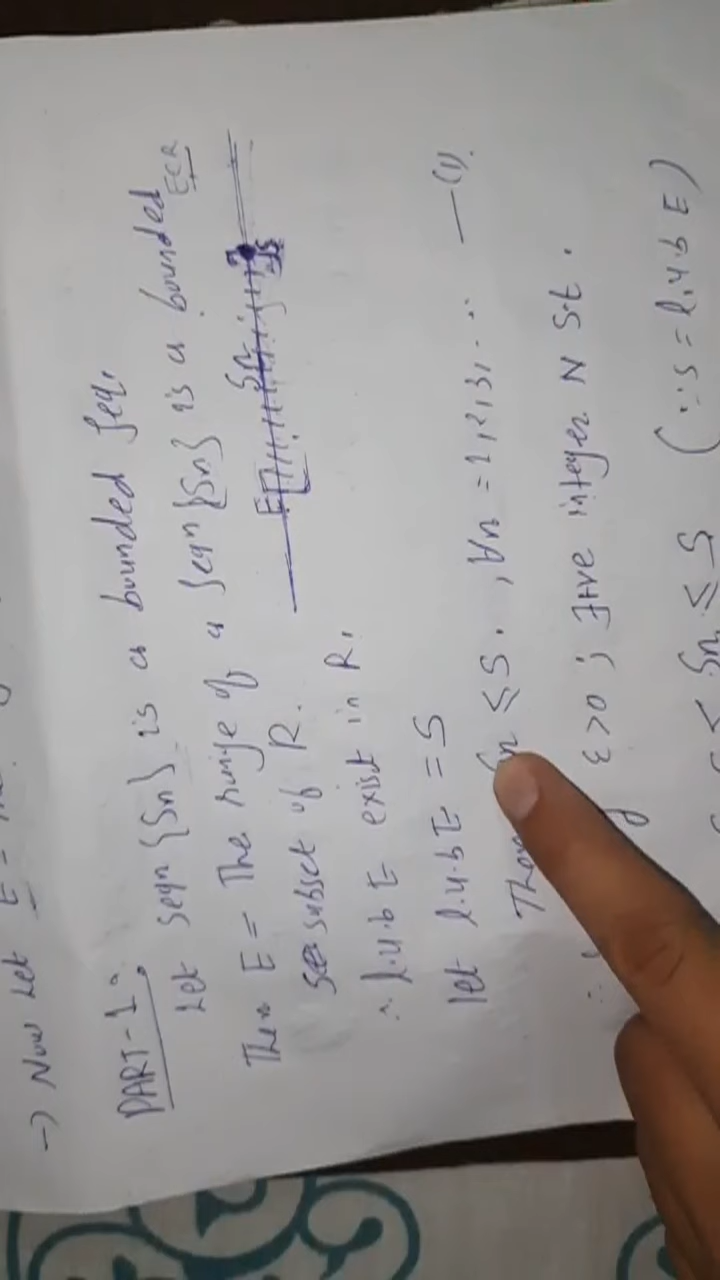 → Now Let E =
PART-1:
Let seqn {Sn} is a bounded seq.
Then E = The range of a seqn {Sn} is a bounded
subset of R. E⊂R
∴ l.u.b E exist in R.
let l.u.b E = S
Then Sn ≤ S. , ∀n = 1,2,3,... —(1).
ε>0 ; ∃ +ve integer N s.t.
< Sn ≤ S (∵ S = l.u.b E)